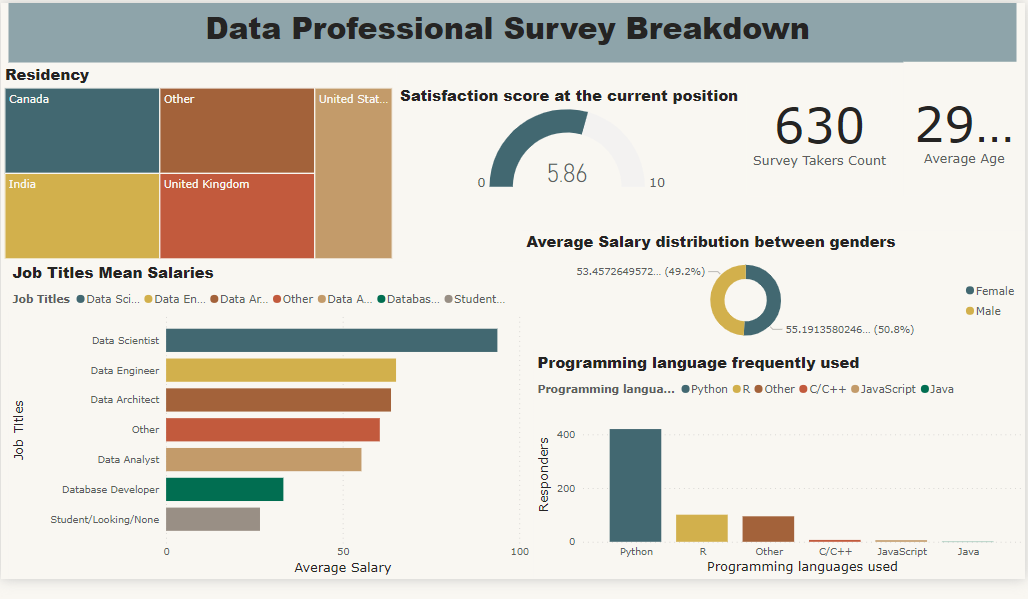 Data Professional Survey Breakdown
Residency
Canada
Other
United Stat...
India
United Kingdom
Satisfaction score at the current position
5.86
0
10
630
Survey Takers Count
29...
Average Age
Average Salary distribution between genders
53.4572649572... (49.2%)
55.1913580246... (50.8%)
Female
Male
Job Titles Mean Salaries
Job Titles Data Sci... Data En... Data Ar... Other Data A... Databas... Student...
Job Titles
Data Scientist
Data Engineer
Data Architect
Other
Data Analyst
Database Developer
Student/Looking/None
0 50 100
Average Salary
Programming language frequently used
Programming langua... Python R Other C/C++ JavaScript Java
Responders
400
200
0
Python R Other C/C++ JavaScript Java
Programming languages used